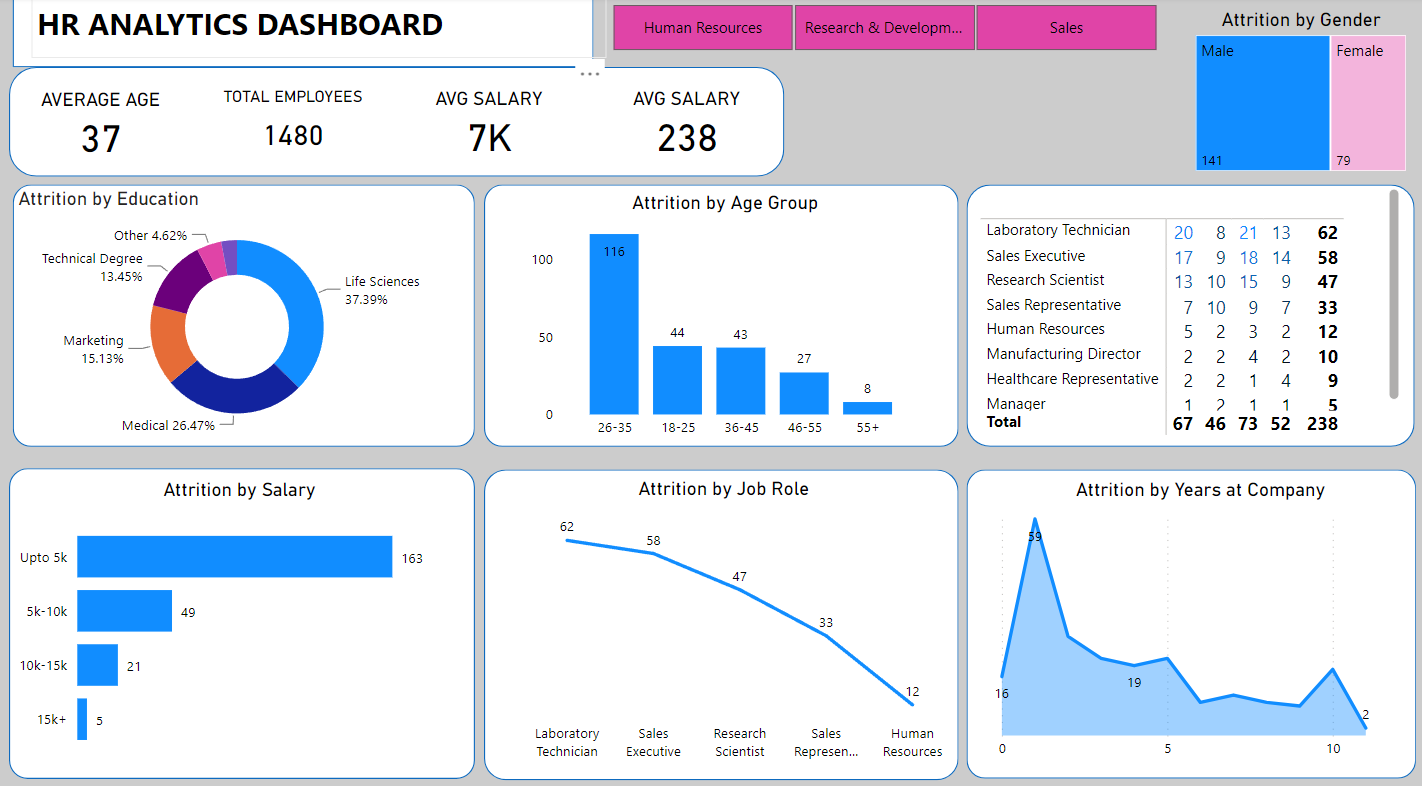 HR ANALYTICS DASHBOARD
Human Resources
Research & Developm...
Sales
Attrition by Gender
Male
Female
141
79
AVERAGE AGE
37
TOTAL EMPLOYEES
1480
AVG SALARY
7K
AVG SALARY
238
Attrition by Education
Other 4.62%
Technical Degree
13.45%
Life Sciences
37.39%
Marketing
15.13%
Medical 26.47%
Attrition by Age Group
100
50
0
116
44
43
27
8
26-35
18-25
36-45
46-55
55+
Laboratory Technician 20 8 21 13 62
Sales Executive 17 9 18 14 58
Research Scientist 13 10 15 9 47
Sales Representative 7 10 9 7 33
Human Resources 5 2 3 2 12
Manufacturing Director 2 2 4 2 10
Healthcare Representative 2 2 1 4 9
Manager 1 2 1 1 5
Total 67 46 73 52 238
Attrition by Salary
Upto 5k 163
5k-10k 49
10k-15k 21
15k+ 5
Attrition by Job Role
62
58
47
33
12
Laboratory
Technician
Sales
Executive
Research
Scientist
Sales
Represen...
Human
Resources
Attrition by Years at Company
59
16
19
2
0
5
10